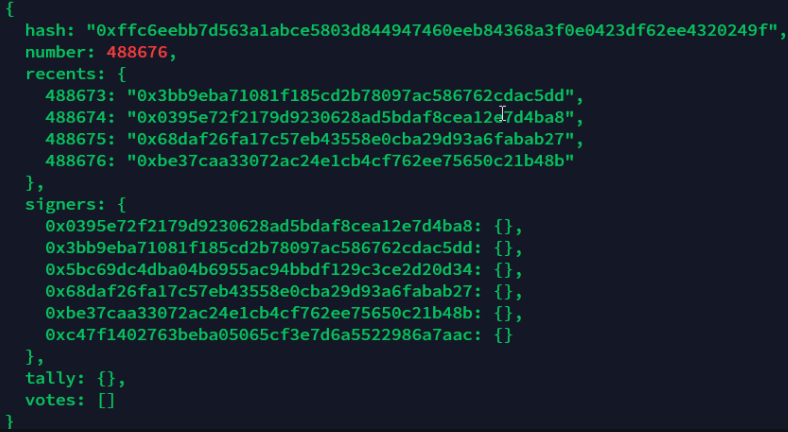 {
hash: "0xffc6eebb7d563a1abce5803d844947460eeb84368a3f0e0423df62ee4320249f",
number: 488676,
recents: {
488673: "0x3bb9eba71081f185cd2b78097ac586762cdac5dd",
488674: "0x0395e72f2179d9230628ad5bdaf8cea12e7d4ba8",
488675: "0x68daf26fa17c57eb43558e0cba29d93a6fabab27",
488676: "0xbe37caa33072ac24e1cb4cf762ee75650c21b48b"
},
signers: {
0x0395e72f2179d9230628ad5bdaf8cea12e7d4ba8: {},
0x3bb9eba71081f185cd2b78097ac586762cdac5dd: {},
0x5bc69dc4dba04b6955ac94bbdf129c3ce2d20d34: {},
0x68daf26fa17c57eb43558e0cba29d93a6fabab27: {},
0xbe37caa33072ac24e1cb4cf762ee75650c21b48b: {},
0xc47f1402763beba05065cf3e7d6a5522986a7aac: {}
},
tally: {},
votes: []
}